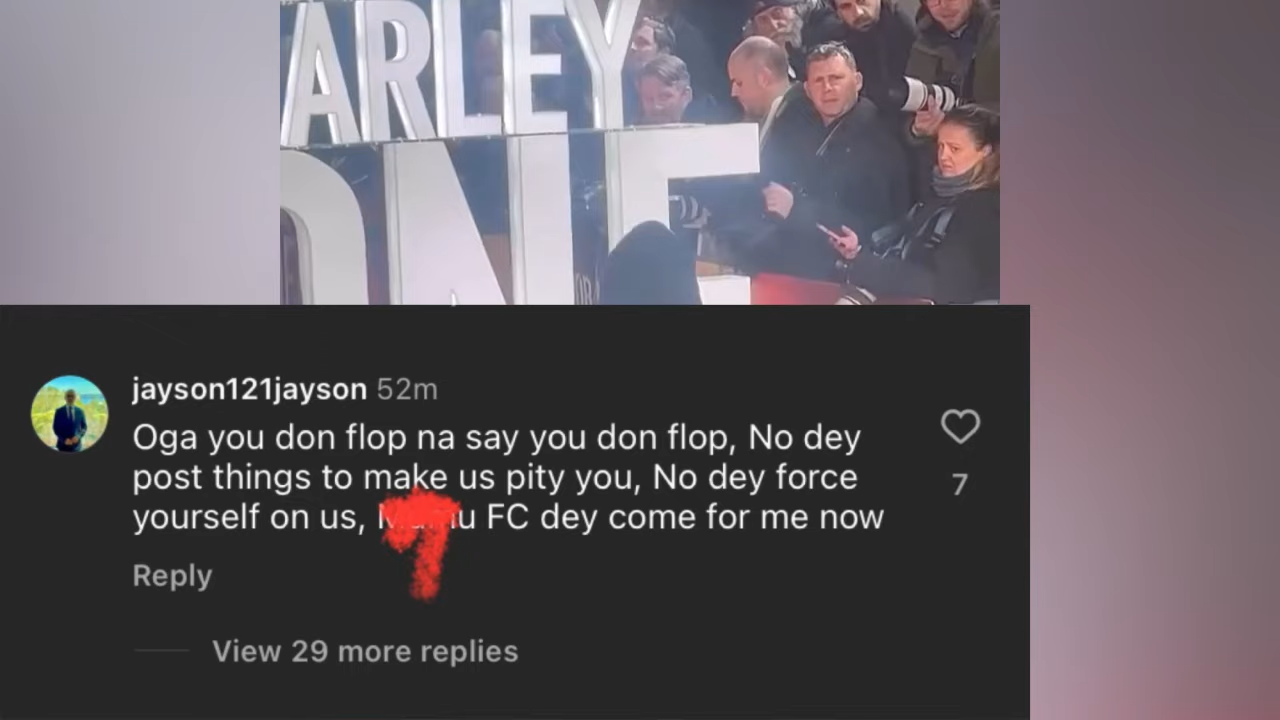 ARLEY
ONE
jayson121jayson 52m
Oga you don flop na say you don flop, No dey
post things to make us pity you, No dey force
yourself on us, FC dey come for me now
7
Reply
View 29 more replies